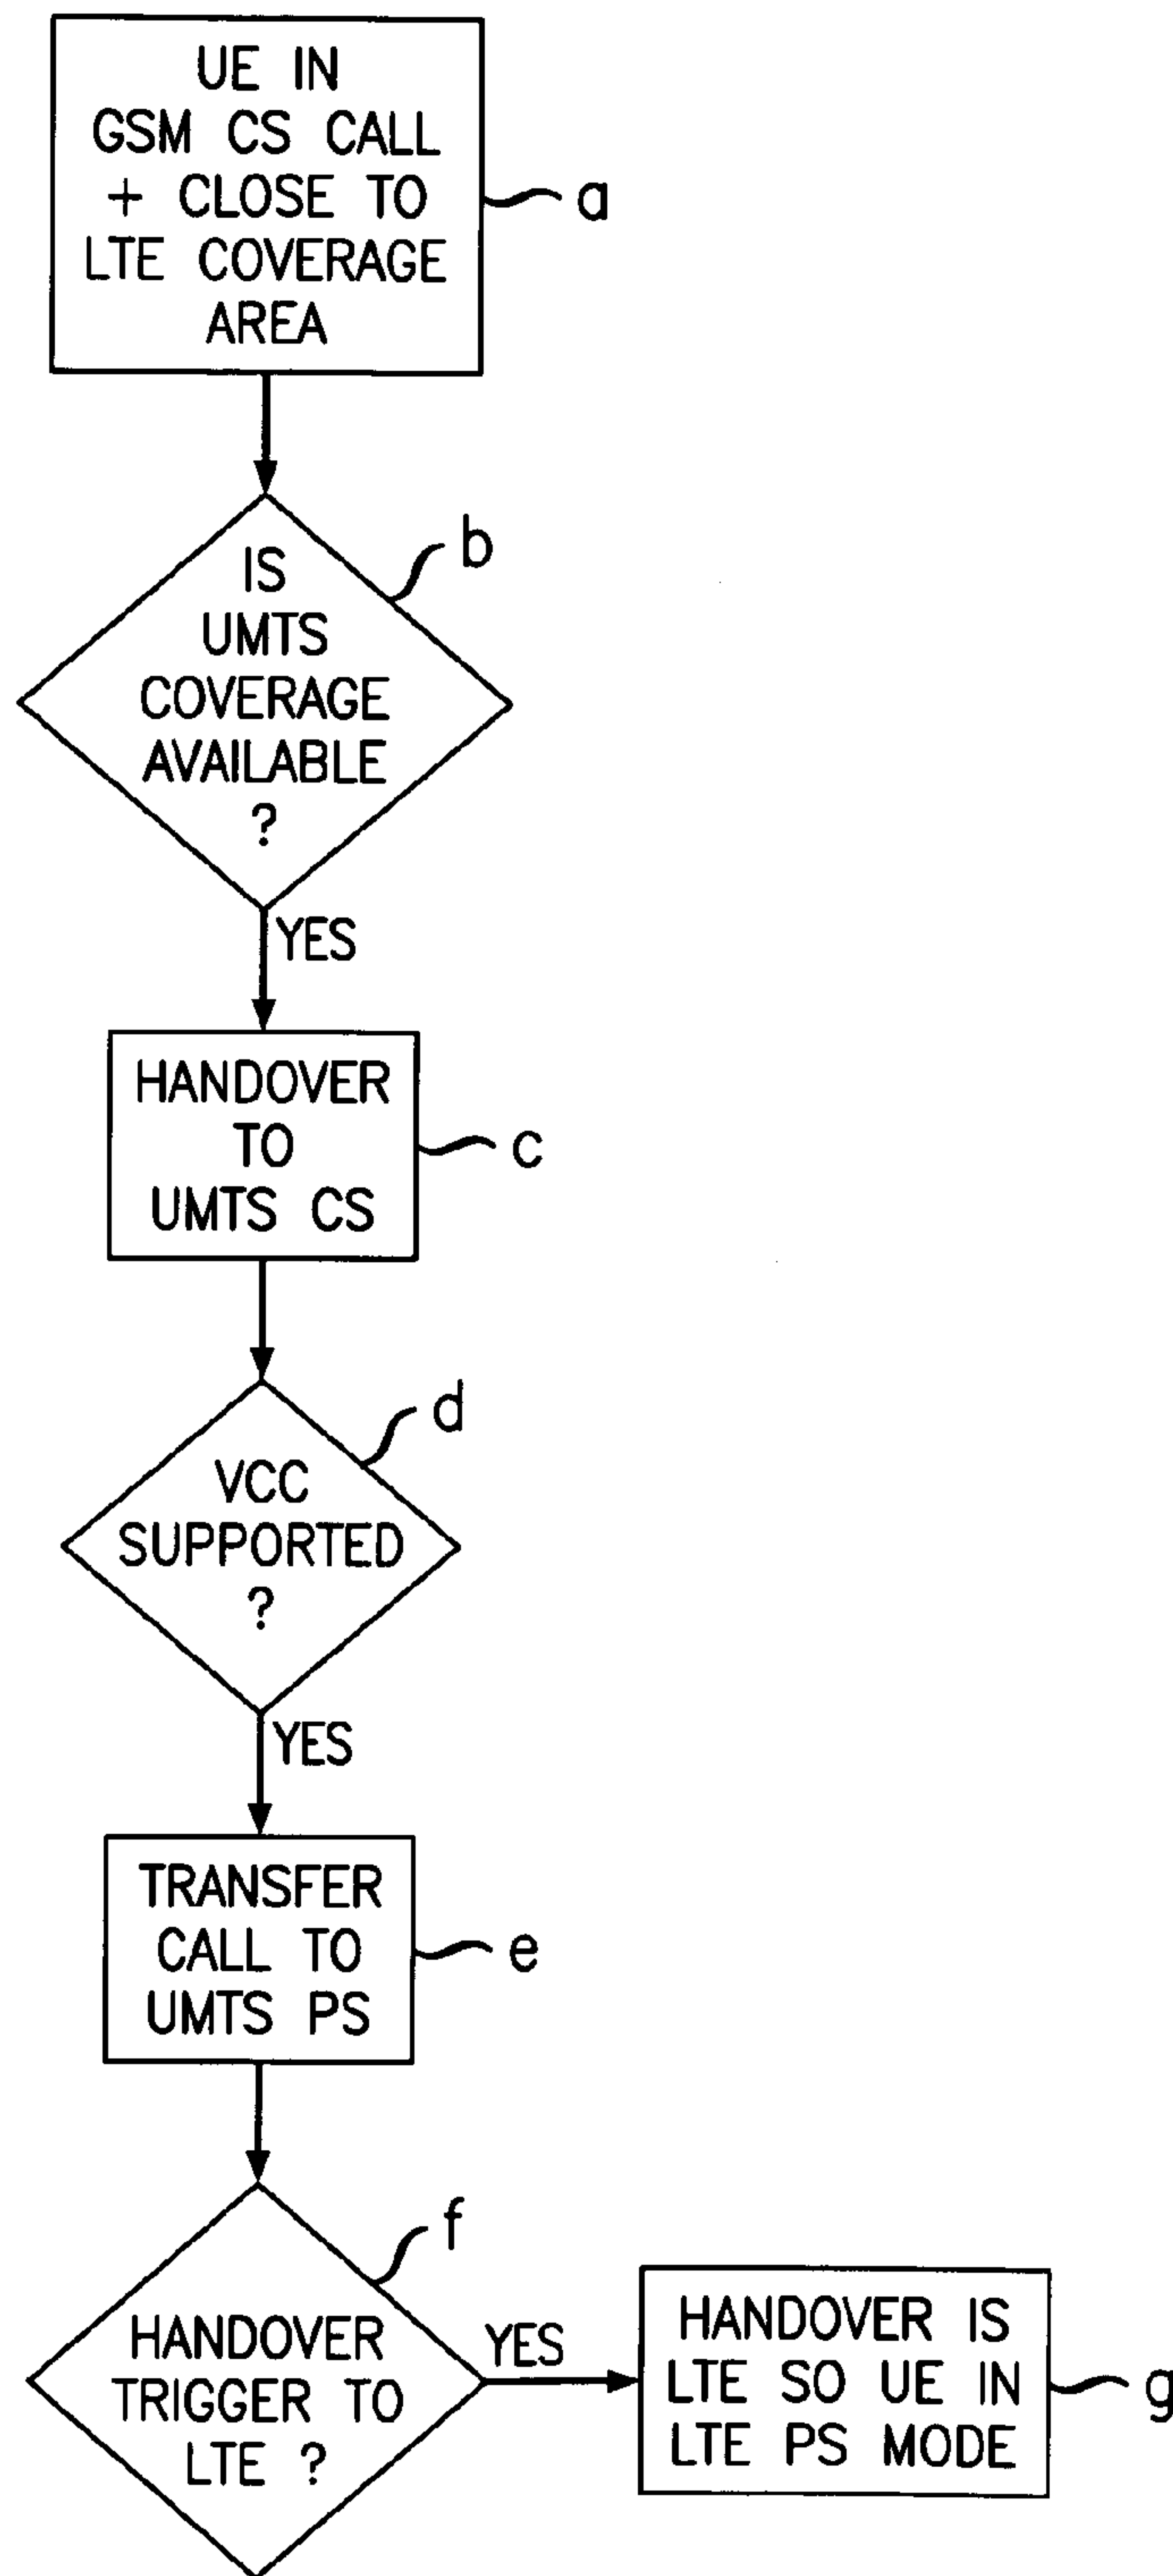 UE IN
GSM CS CALL
+ CLOSE TO
LTE COVERAGE
AREA
a
b
IS
UMTS
COVERAGE
AVAILABLE
?
YES
HANDOVER
TO
UMTS CS
c
d
VCC
SUPPORTED
?
YES
TRANSFER
CALL TO
UMTS PS
e
f
HANDOVER
TRIGGER TO
LTE ?
YES
HANDOVER IS
LTE SO UE IN
LTE PS MODE
g